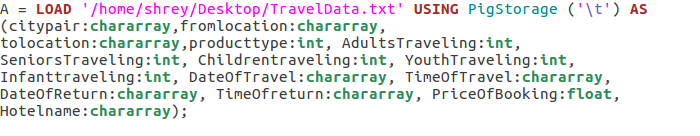 A = LOAD '/home/shrey/Desktop/TravelData.txt' USING PigStorage ('\t') AS
(citypair:chararray,fromlocation:chararray,
tolocation:chararray,producttype:int, AdultsTraveling:int,
SeniorsTraveling:int, Childrentraveling:int, YouthTraveling:int,
Infanttraveling:int, DateOfTravel:chararray, TimeOfTravel:chararray,
DateOfReturn:chararray, TimeOfreturn:chararray, PriceOfBooking:float,
Hotelname:chararray);